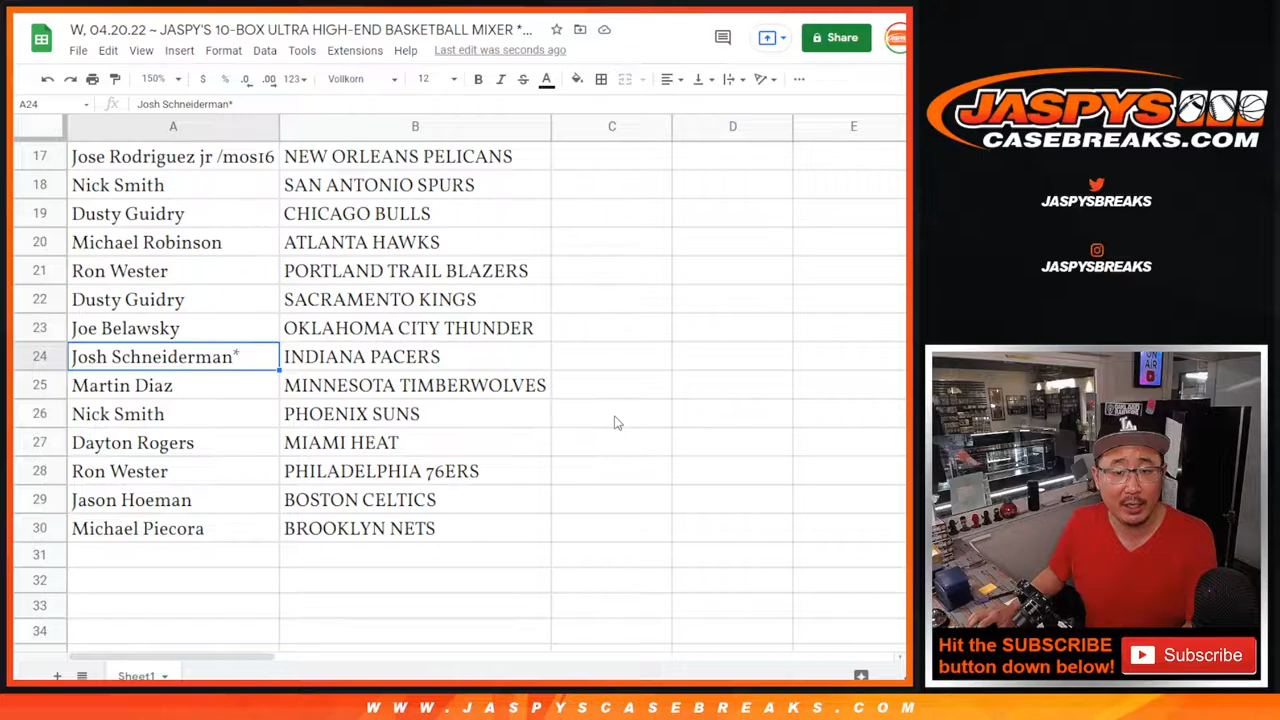 W, 04.20.22 ~ JASPY'S 10-BOX ULTRA HIGH-END BASKETBALL MIXER *...
Share
File Edit View Insert Format Data Tools Extensions Help Last edit was seconds ago
150% $ % .0 .00 123 Vollkorn 12 B I S A
A24 fx Josh Schneiderman*
A B C D E
17 Jose Rodriguez jr /mos16 NEW ORLEANS PELICANS
18 Nick Smith SAN ANTONIO SPURS
19 Dusty Guidry CHICAGO BULLS
20 Michael Robinson ATLANTA HAWKS
21 Ron Wester PORTLAND TRAIL BLAZERS
22 Dusty Guidry SACRAMENTO KINGS
23 Joe Belawsky OKLAHOMA CITY THUNDER
24 Josh Schneiderman* INDIANA PACERS
25 Martin Diaz MINNESOTA TIMBERWOLVES
26 Nick Smith PHOENIX SUNS
27 Dayton Rogers MIAMI HEAT
28 Ron Wester PHILADELPHIA 76ERS
29 Jason Hoeman BOSTON CELTICS
30 Michael Piecora BROOKLYN NETS
31
32
33
34
Sheet1
JASPYS
CASEBREAKS.COM
JASPYSBREAKS
JASPYSBREAKS
ON
AIR
LA
Hit the SUBSCRIBE
button down below!
Subscribe
WWW.JASPYSCASEBREAKS.COM